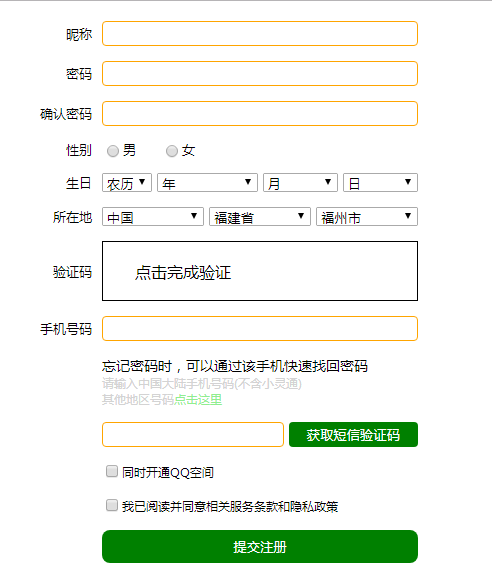 昵称
密码
确认密码
性别 男 女
生日 农历 年 月 日
所在地 中国 福建省 福州市
验证码 点击完成验证
手机号码
忘记密码时，可以通过该手机快速找回密码
请输入中国大陆手机号码(不含小灵通)
其他地区号码点击这里
获取短信验证码
同时开通QQ空间
我已阅读并同意相关服务条款和隐私政策
提交注册